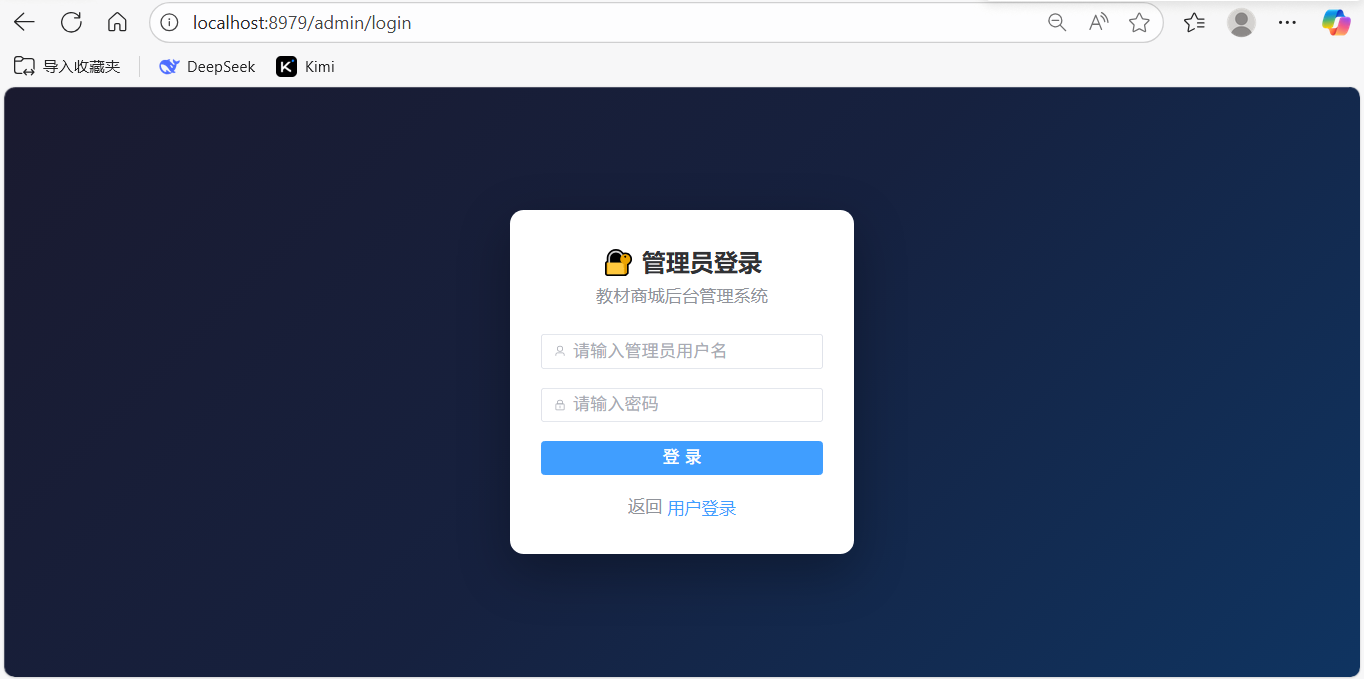 localhost:8979/admin/login
导入收藏夹 DeepSeek Kimi
管理员登录
教材商城后台管理系统
请输入管理员用户名
请输入密码
登 录
返回 用户登录